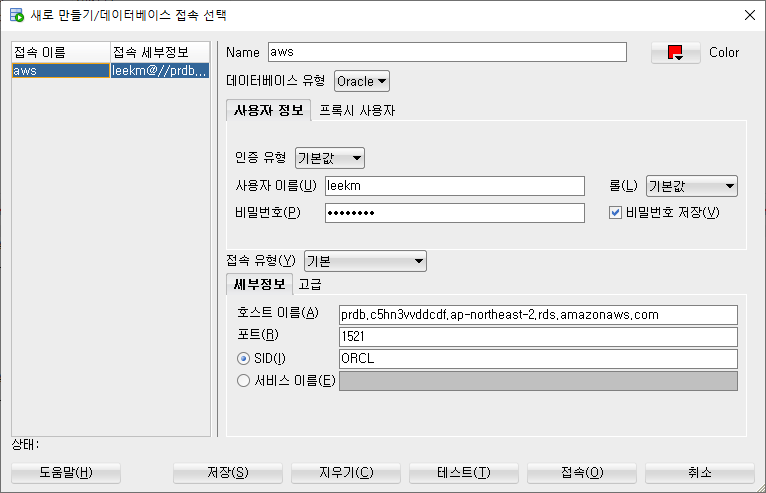 새로 만들기/데이터베이스 접속 선택
접속 이름 접속 세부정보
aws leekm@//prdb...
Name aws Color
데이터베이스 유형 Oracle
사용자 정보 프록시 사용자
인증 유형 기본값
사용자 이름(U) leekm 롤(L) 기본값
비밀번호(P) •••••••• 비밀번호 저장(V)
접속 유형(Y) 기본
세부정보 고급
호스트 이름(A) prdb.c5hn3vvddcdf.ap-northeast-2.rds.amazonaws.com
포트(R) 1521
SID(I) ORCL
서비스 이름(E)
상태:
도움말(H) 저장(S) 지우기(C) 테스트(T) 접속(O) 취소